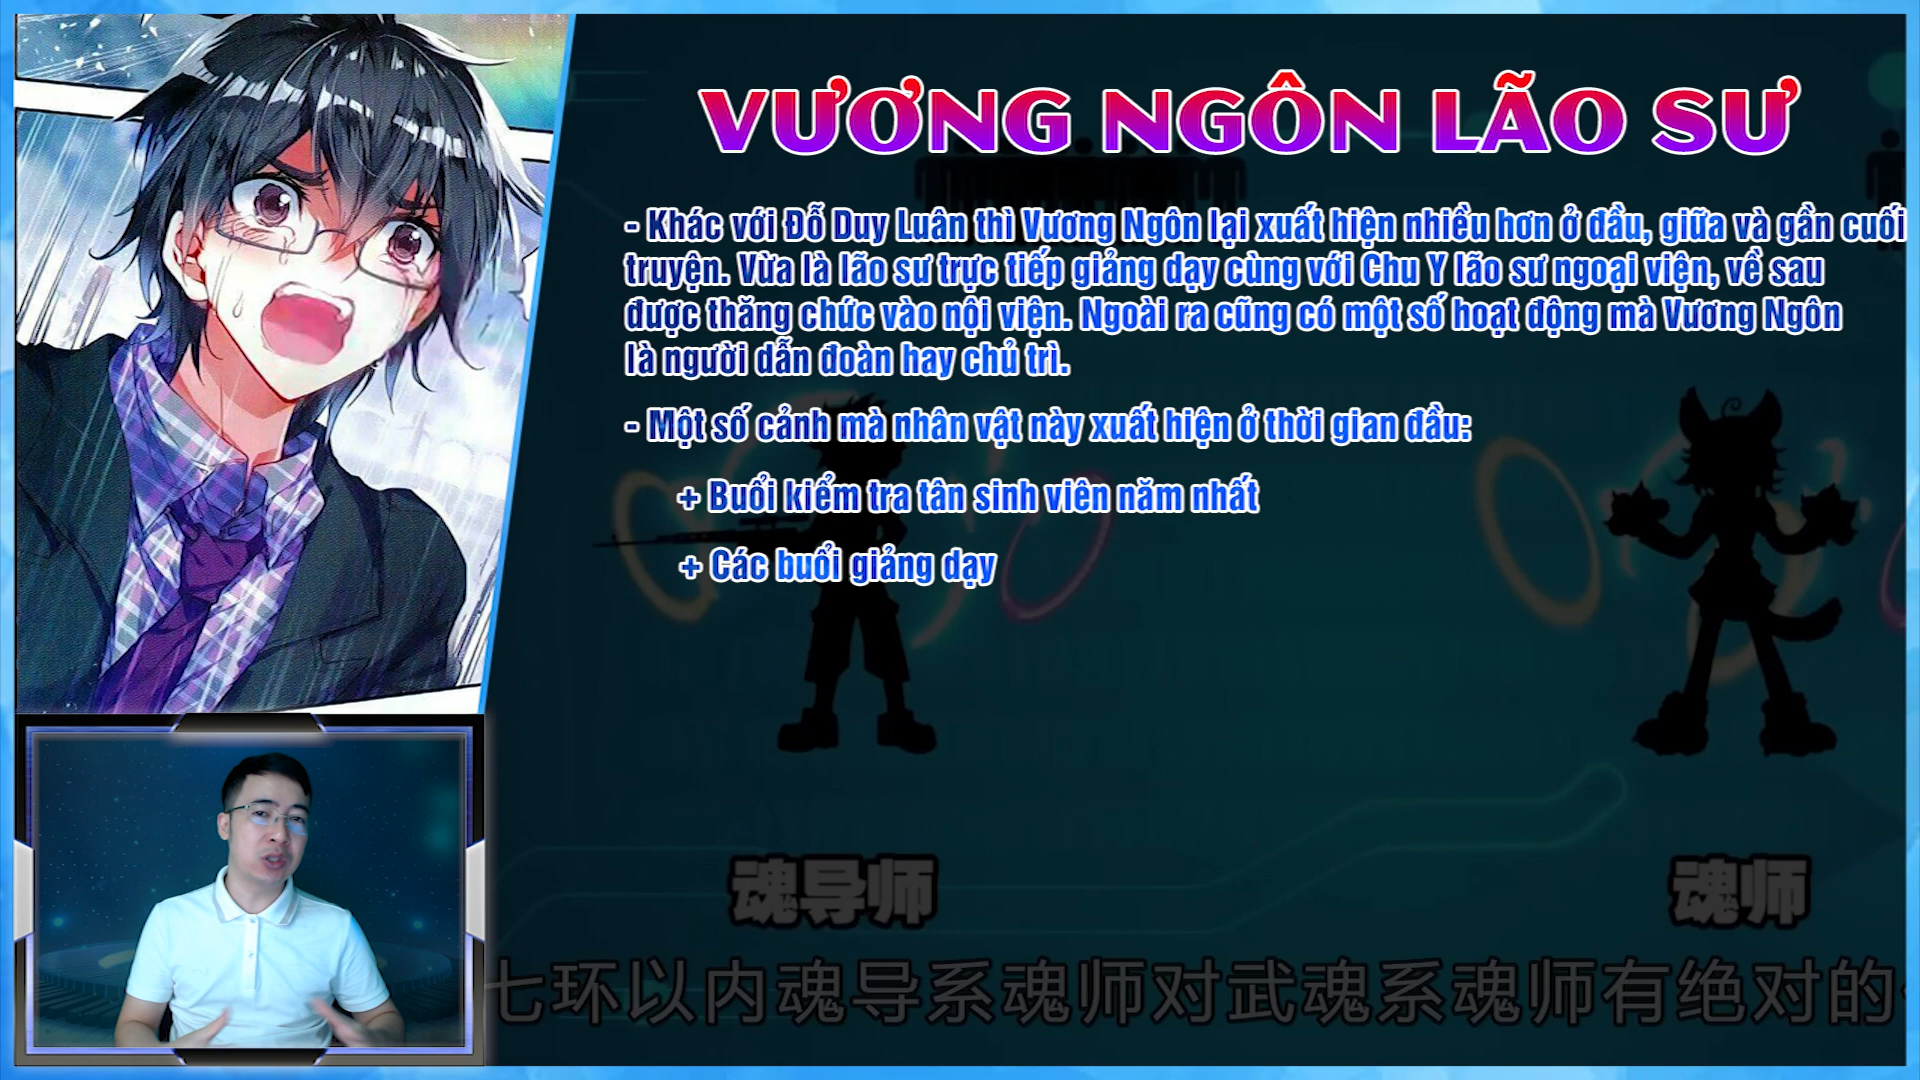 VƯƠNG NGÔN LÃO SƯ
- Khác với Đỗ Duy Luân thì Vương Ngôn lại xuất hiện nhiều hơn ở đầu, giữa và gần cuối
truyện. Vừa là lão sư trực tiếp giảng dạy cùng với Chu Y lão sư ngoại viện, về sau
được thăng chức vào nội viện. Ngoài ra cũng có một số hoạt động mà Vương Ngôn
là người dẫn đoàn hay chủ trì.
- Một số cảnh mà nhân vật này xuất hiện ở thời gian đầu:
+ Buổi kiểm tra tân sinh viên năm nhất
+ Các buổi giảng dạy
魂导师
魂师
七环以内魂导系魂师对武魂系魂师有绝对的